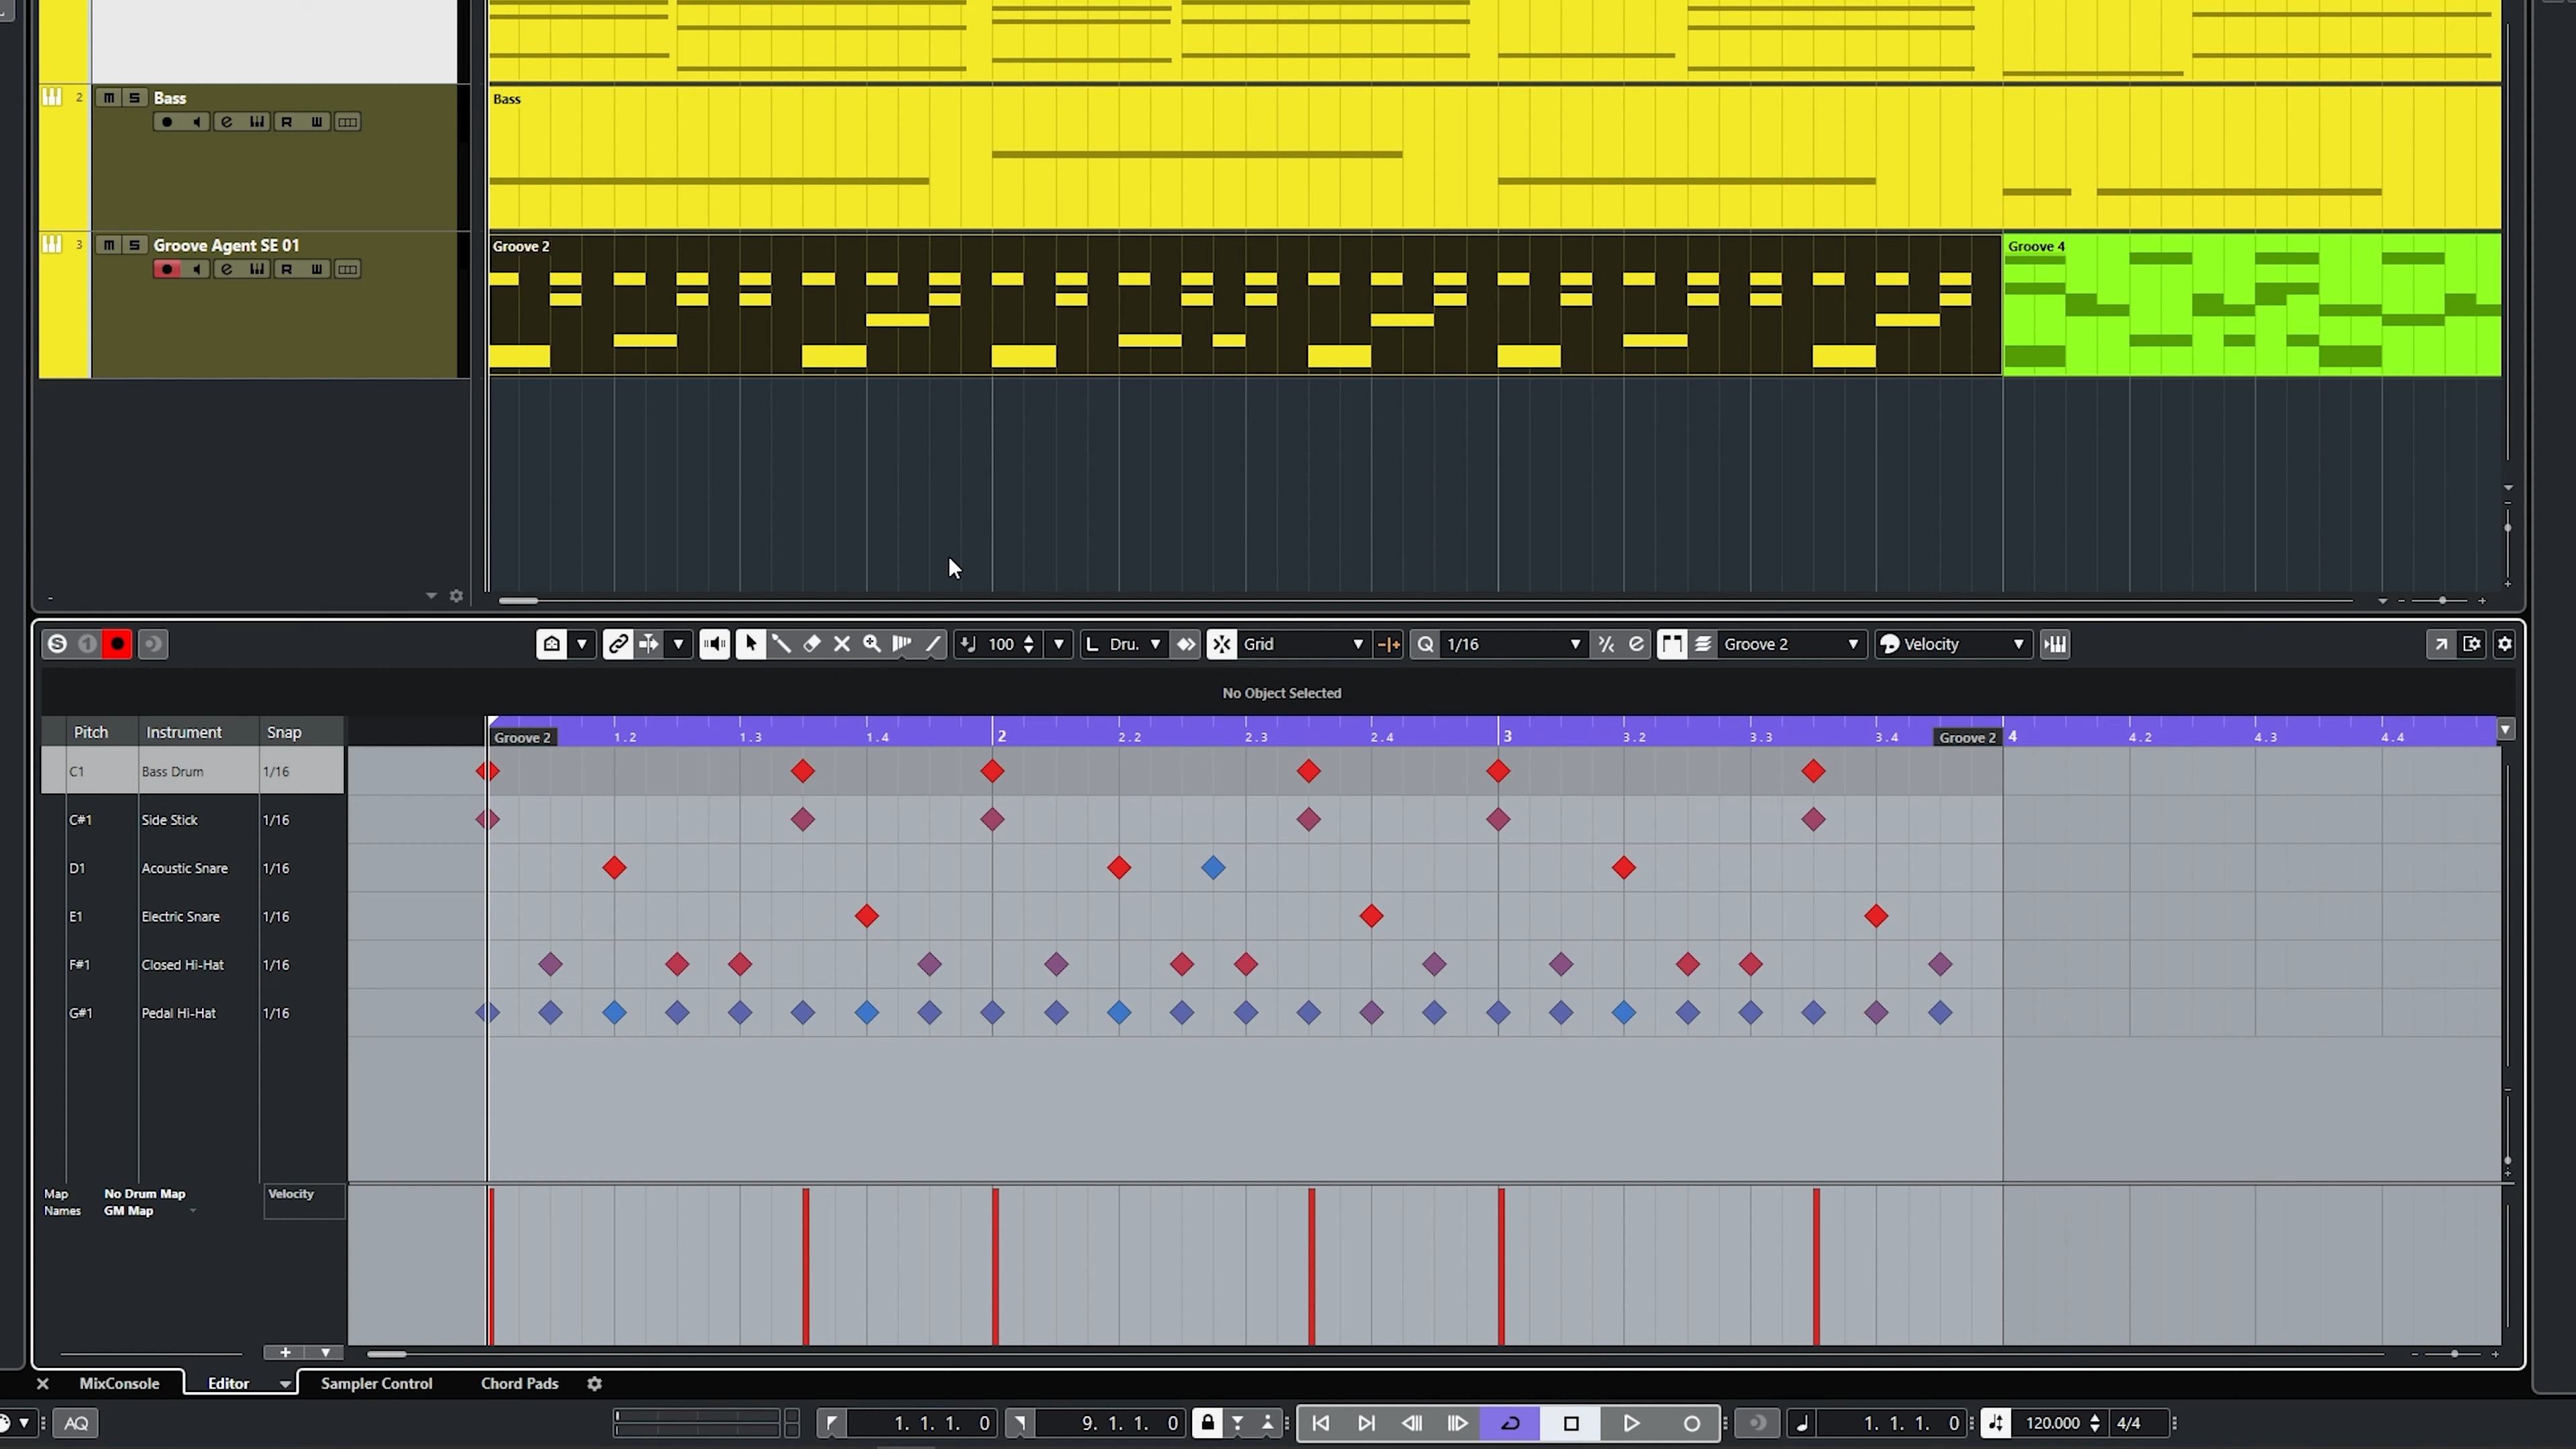 2 M S Bass
e R W
Bass
3 M S Groove Agent SE 01
e R W
Groove 2
Groove 4
S 1
100
L Dru.
Grid
Q 1/16
e
Groove 2
Velocity
No Object Selected
Pitch Instrument Snap
Groove 2 1.2 1.3 1.4 2 2.2 2.3 2.4 3 3.2 3.3 3.4 Groove 2 4 4.2 4.3 4.4
C1 Bass Drum 1/16
C#1 Side Stick 1/16
D1 Acoustic Snare 1/16
E1 Electric Snare 1/16
F#1 Closed Hi-Hat 1/16
G#1 Pedal Hi-Hat 1/16
Map No Drum Map
Names GM Map
Velocity
MixConsole Editor Sampler Control Chord Pads
AQ 1. 1. 1. 0 9. 1. 1. 0 1. 1. 1. 0 120.000 4/4